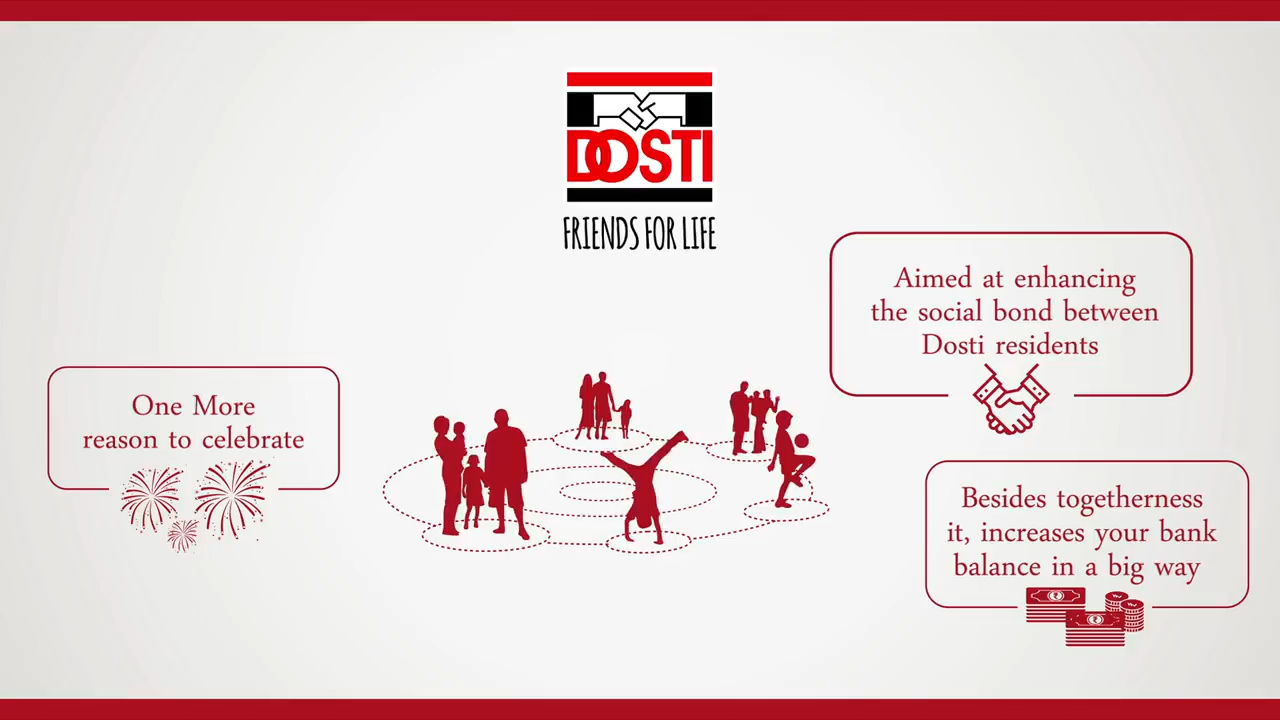 DOSTI
FRIENDS FOR LIFE
Aimed at enhancing
the social bond between
Dosti residents
One More
reason to celebrate
Besides togetherness
it, increases your bank
balance in a big way